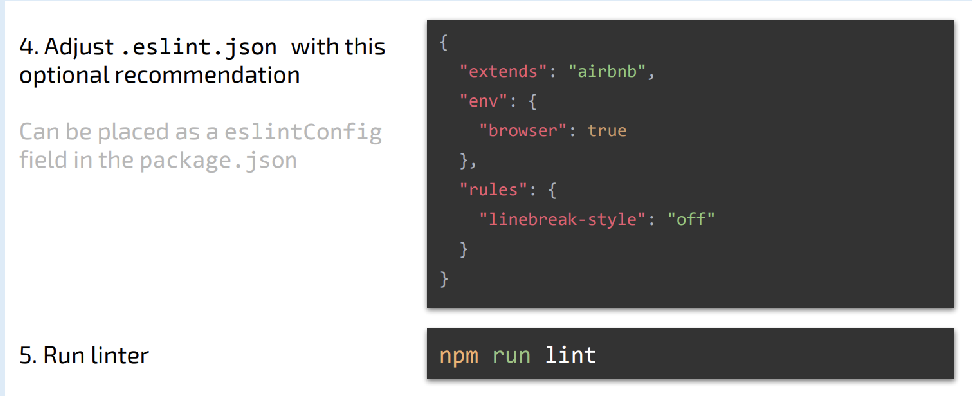 4. Adjust .eslint.json with this
optional recommendation
Can be placed as a eslintConfig
field in the package.json
{
  "extends": "airbnb",
  "env": {
    "browser": true
  },
  "rules": {
    "linebreak-style": "off"
  }
}
5. Run linter
npm run lint